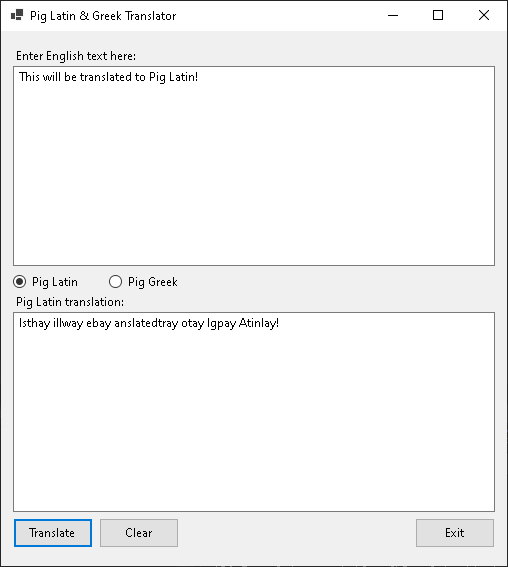 Pig Latin & Greek Translator
Enter English text here:
This will be translated to Pig Latin!
Pig Latin Pig Greek
Pig Latin translation:
Isthay illway ebay anslatedtray otay Igpay Atinlay!
Translate Clear Exit